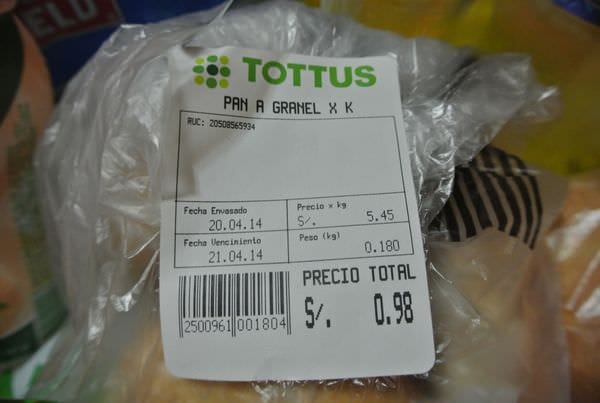 ELD
TOTTUS
PAN A GRANEL X K
RUC: 20508565934
Fecha Envasado
20.04.14
Precio x kg
S/. 5.45
Fecha Vencimiento
21.04.14
Peso (kg)
0.180
PRECIO TOTAL
S/. 0.98
2500961 001804